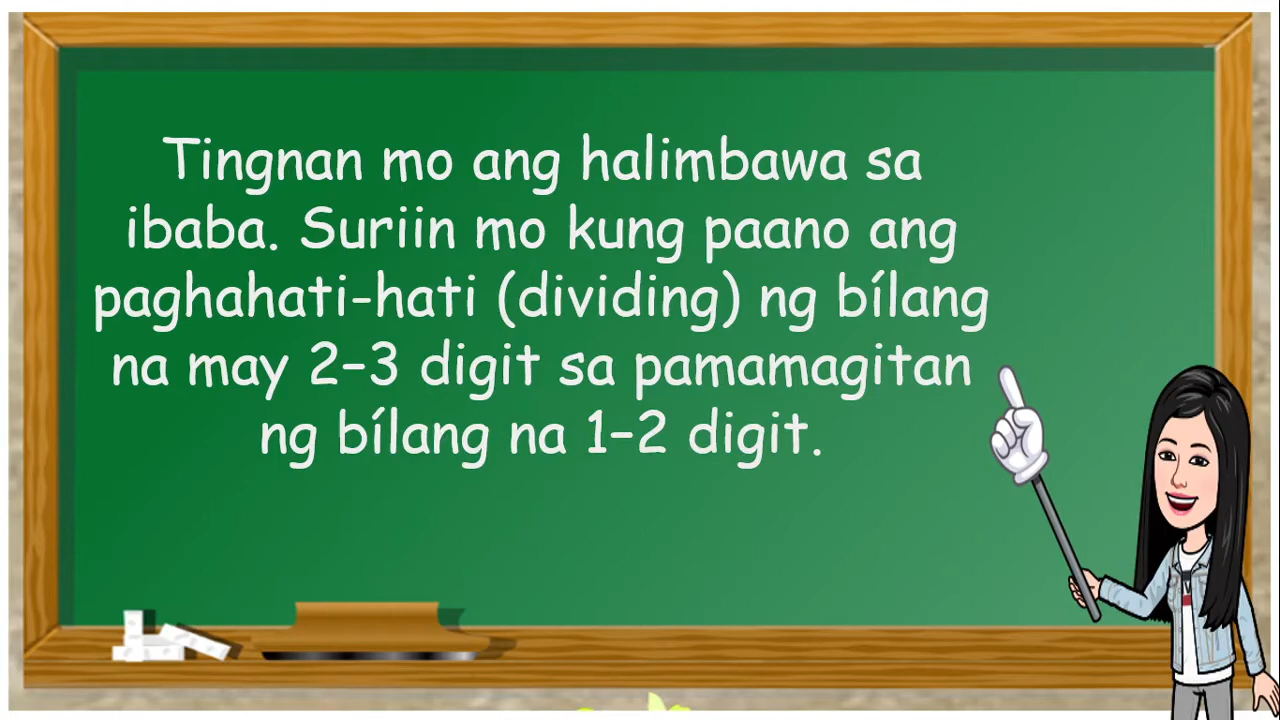 Tingnan mo ang halimbawa sa
ibaba. Suriin mo kung paano ang
paghahati-hati (dividing) ng bílang
na may 2–3 digit sa pamamagitan
ng bílang na 1–2 digit.